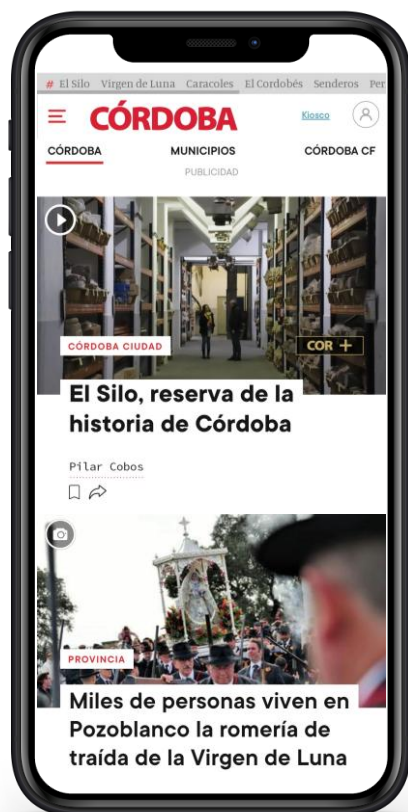 # El Silo Virgen de Luna Caracoles El Cordobés Senderos Per
CÓRDOBA
Kiosco
CÓRDOBA MUNICIPIOS CÓRDOBA CF
PUBLICIDAD
CÓRDOBA CIUDAD
COR +
El Silo, reserva de la
historia de Córdoba
Pilar Cobos
PROVINCIA
Miles de personas viven en
Pozoblanco la romería de
traída de la Virgen de Luna